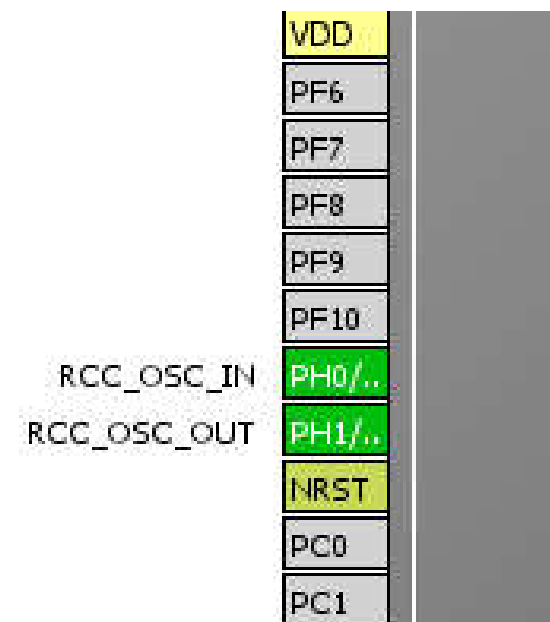 VDD
PF6
PF7
PF8
PF9
PF10
RCC_OSC_IN PH0/..
RCC_OSC_OUT PH1/..
NRST
PC0
PC1